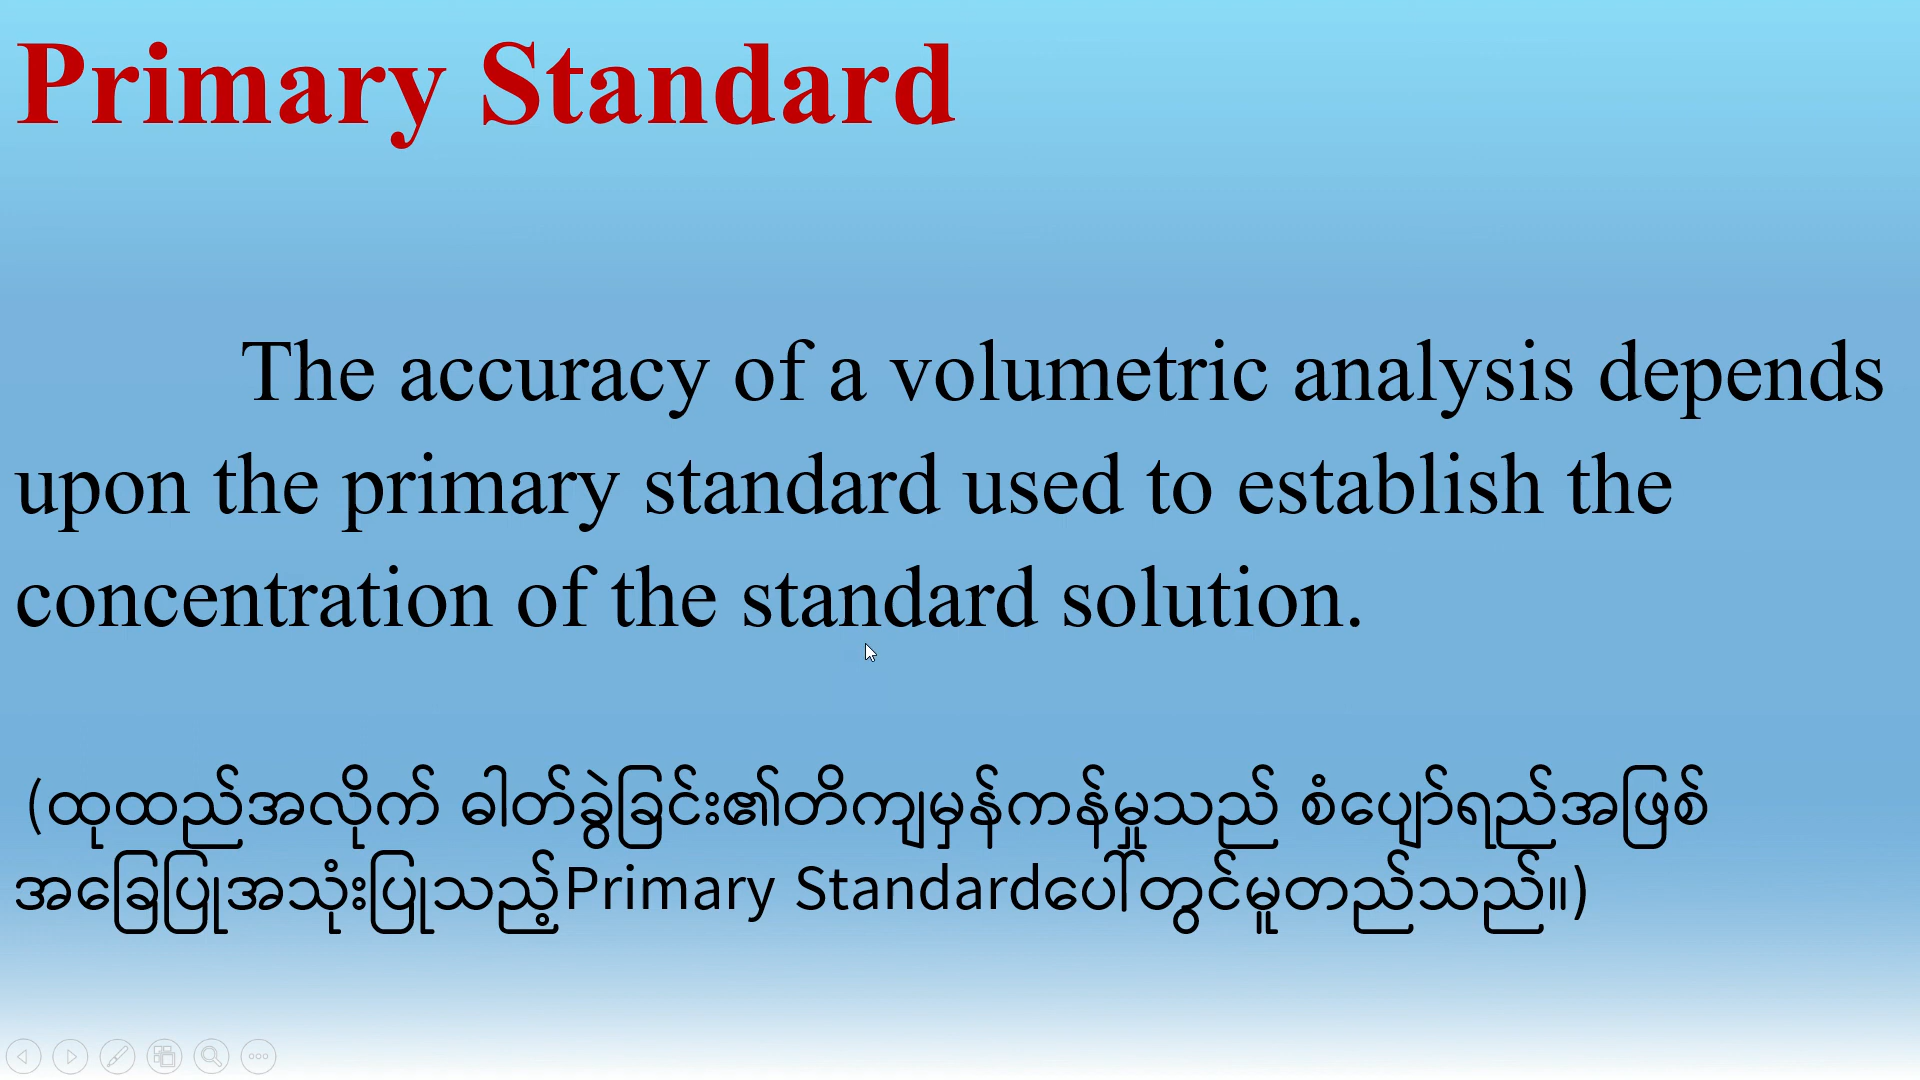 Primary Standard
The accuracy of a volumetric analysis depends
upon the primary standard used to establish the
concentration of the standard solution.
(ထုထည်အလိုက် ဓါတ်ခွဲခြင်း၏တိကျမှန်ကန်မှုသည် စံပျော်ရည်အဖြစ်
အခြေပြုအသုံးပြုသည့်Primary Standardပေါ်တွင်မူတည်သည်။)